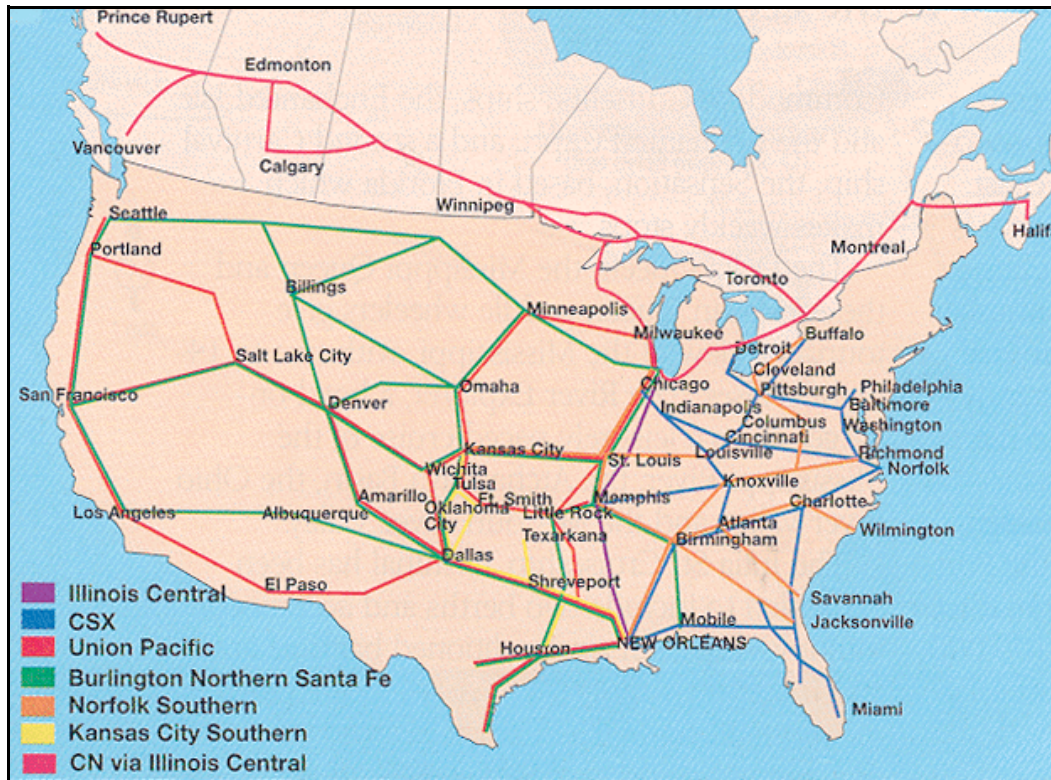 Prince Rupert
Edmonton
Vancouver
Calgary
Winnipeg
Seattle
Halif
Montreal
Portland
Toronto
Billings
Minneapolis
Milwaukee
Buffalo
Detroit
Salt Lake City
Cleveland
San Francisco
Omaha
Chicago
Pittsburgh
Philadelphia
Denver
Indianapolis
Baltimore
Columbus
Washington
Cincinnati
Kansas City
St. Louis
Louisville
Richmond
Wichita
Norfolk
Tulsa
Knoxville
Amarillo
Ft. Smith
Memphis
Charlotte
Los Angeles
Albuquerque
Oklahoma
City
Little Rock
Atlanta
Wilmington
Texarkana
Birmingham
Dallas
El Paso
Shreveport
Savannah
Mobile
Jacksonville
Houston
NEW ORLEANS
Miami
Illinois Central
CSX
Union Pacific
Burlington Northern Santa Fe
Norfolk Southern
Kansas City Southern
CN via Illinois Central